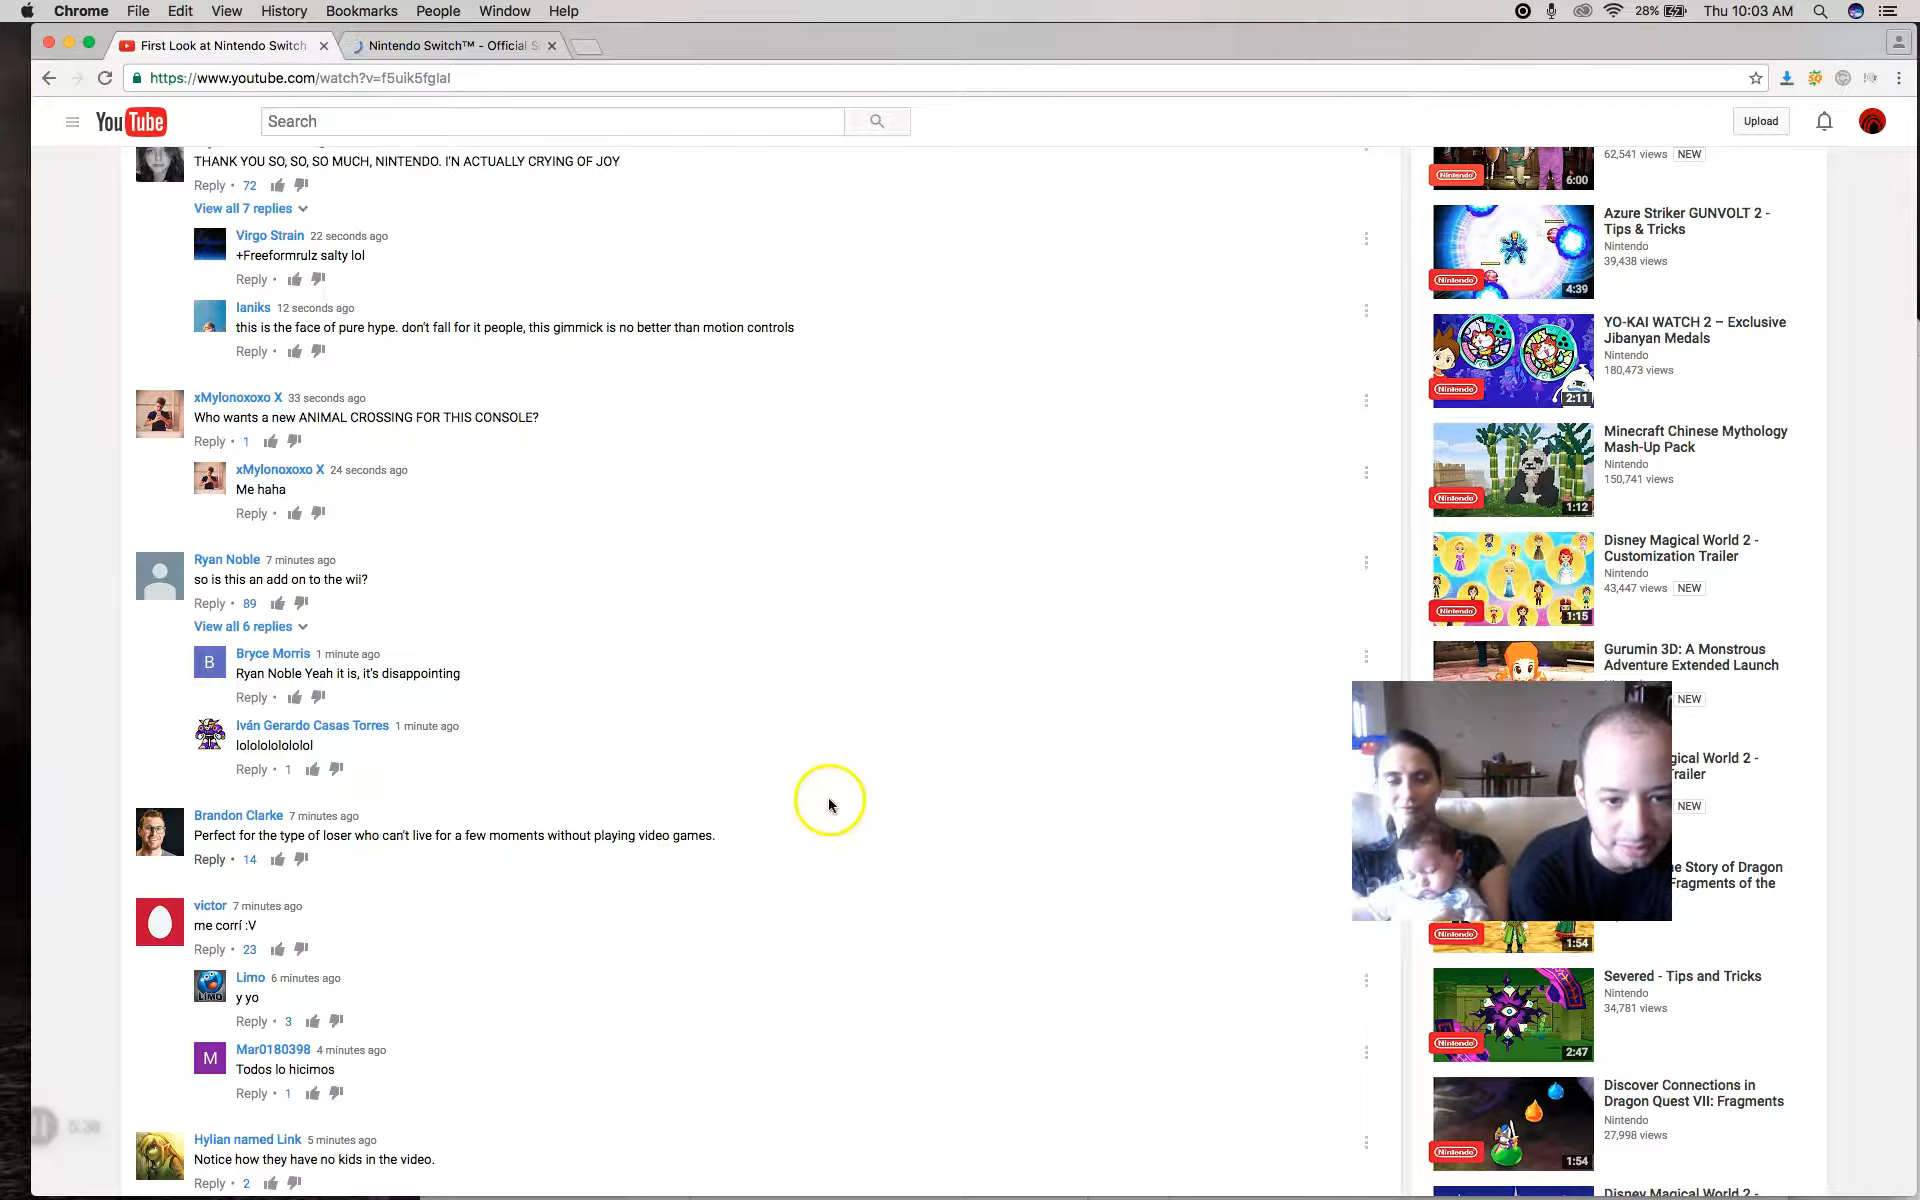 Chrome File Edit View History Bookmarks People Window Help
28% Thu 10:03 AM
First Look at Nintendo Switch
Nintendo Switch™ - Official S
https://www.youtube.com/watch?v=f5uik5fglaI
YouTube
Search
Upload
THANK YOU SO, SO, SO MUCH, NINTENDO. I'N ACTUALLY CRYING OF JOY
Reply • 72
View all 7 replies
Virgo Strain 22 seconds ago
+Freeformrulz salty lol
Reply •
Ianiks 12 seconds ago
this is the face of pure hype. don't fall for it people, this gimmick is no better than motion controls
Reply •
xMylonoxoxo X 33 seconds ago
Who wants a new ANIMAL CROSSING FOR THIS CONSOLE?
Reply • 1
xMylonoxoxo X 24 seconds ago
Me haha
Reply •
Ryan Noble 7 minutes ago
so is this an add on to the wii?
Reply • 89
View all 6 replies
B
Bryce Morris 1 minute ago
Ryan Noble Yeah it is, it's disappointing
Reply •
Iván Gerardo Casas Torres 1 minute ago
lolololololol
Reply • 1
Brandon Clarke 7 minutes ago
Perfect for the type of loser who can't live for a few moments without playing video games.
Reply • 14
victor 7 minutes ago
me corrí :V
Reply • 23
LIMO
Limo 6 minutes ago
y yo
Reply • 3
M
Mar0180398 4 minutes ago
Todos lo hicimos
Reply • 1
5:38
Hylian named Link 5 minutes ago
Notice how they have no kids in the video.
Reply • 2
62,541 views NEW
Nintendo
6:00
Azure Striker GUNVOLT 2 -
Tips & Tricks
Nintendo
39,438 views
Nintendo
4:39
YO-KAI WATCH 2 – Exclusive
Jibanyan Medals
Nintendo
180,473 views
Nintendo
2:11
Minecraft Chinese Mythology
Mash-Up Pack
Nintendo
150,741 views
Nintendo
1:12
Disney Magical World 2 -
Customization Trailer
Nintendo
43,447 views NEW
Nintendo
1:15
Gurumin 3D: A Monstrous
Adventure Extended Launch
NEW
gical World 2 -
railer
NEW
e Story of Dragon
Fragments of the
Nintendo
1:54
Severed - Tips and Tricks
Nintendo
34,781 views
Nintendo
2:47
Discover Connections in
Dragon Quest VII: Fragments
Nintendo
27,998 views
Nintendo
1:54
Disney Magical World 2 -